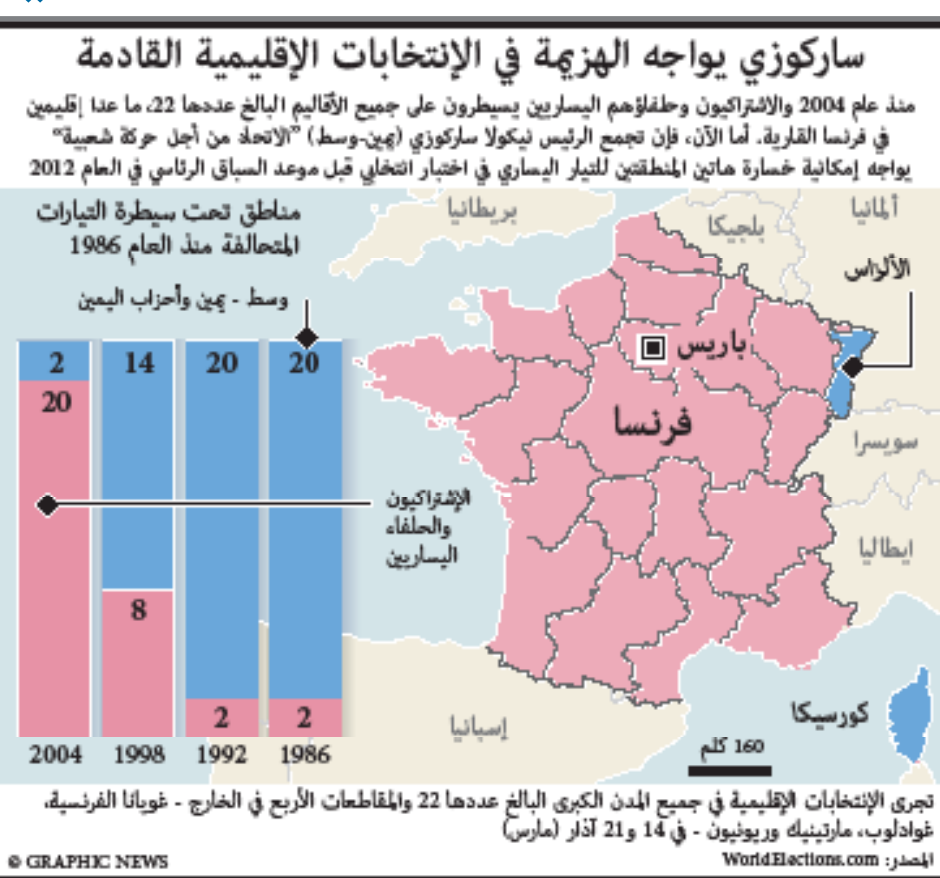 ساركوزي يواجه الهزيمة في الإنتخابات الإقليمية القادمة
منذ عام 2004 والاشتراكيون وحلفاؤهم اليساريين يسيطرون على جميع الأقاليم البالغ عددها 22، ما عدا إقليمين
في فرنسا القارية. أما الآن، فإن تجمع الرئيس نيكولا ساركوزي (يمين-وسط) "الاتحاد من أجل حركة شعبية"
يواجه إمكانية خسارة هاتين المنطقتين للتيار اليساري في اختبار انتخابي قبل موعد السباق الرئاسي في العام 2012
مناطق تحت سيطرة التيارات
المتحالفة منذ العام 1986
وسط - يمين وأحزاب اليمين
2
14
20
20
20
8
2
2
2004
1998
1992
1986
الإشتراكيون
والحلفاء
اليساريين
بريطانيا
بلجيكا
ألمانيا
الألزاس
باريس
فرنسا
سويسرا
ايطاليا
إسبانيا
كورسيكا
160 كلم
تجرى الإنتخابات الإقليمية في جميع المدن الكبرى البالغ عددها 22 والمقاطعات الأربع في الخارج - غويانا الفرنسية،
غوادلوب، مارتينيك وريونيون - في 14 و21 آذار (مارس)
المصدر: WorldElections.com
© GRAPHIC NEWS